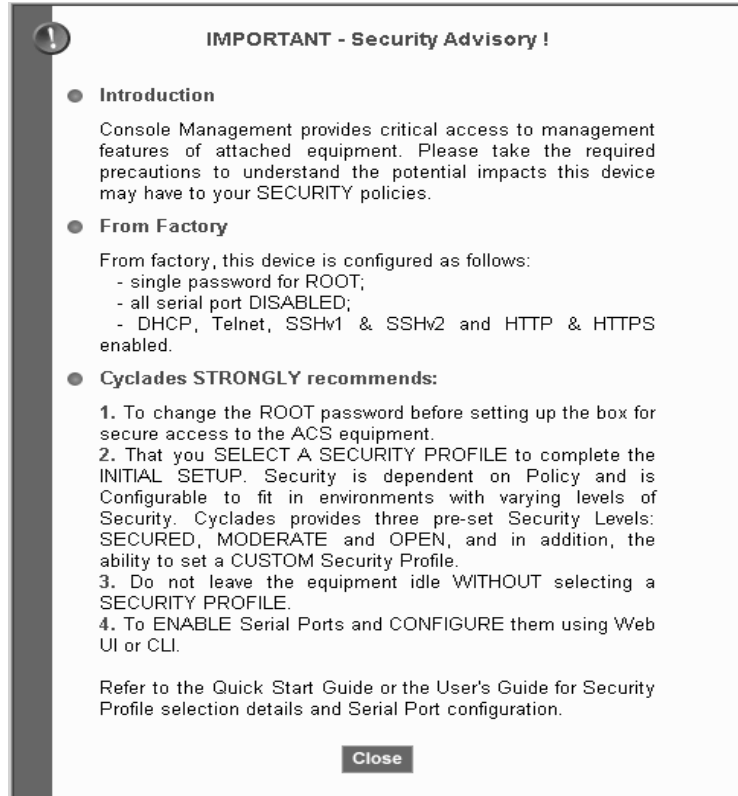 IMPORTANT - Security Advisory !
Introduction
Console Management provides critical access to management
features of attached equipment. Please take the required
precautions to understand the potential impacts this device
may have to your SECURITY policies.
From Factory
From factory, this device is configured as follows:
- single password for ROOT;
- all serial port DISABLED;
- DHCP, Telnet, SSHv1 & SSHv2 and HTTP & HTTPS
enabled.
Cyclades STRONGLY recommends:
1. To change the ROOT password before setting up the box for
secure access to the ACS equipment.
2. That you SELECT A SECURITY PROFILE to complete the
INITIAL SETUP. Security is dependent on Policy and is
Configurable to fit in environments with varying levels of
Security. Cyclades provides three pre-set Security Levels:
SECURED, MODERATE and OPEN, and in addition, the
ability to set a CUSTOM Security Profile.
3. Do not leave the equipment idle WITHOUT selecting a
SECURITY PROFILE.
4. To ENABLE Serial Ports and CONFIGURE them using Web
UI or CLI.
Refer to the Quick Start Guide or the User's Guide for Security
Profile selection details and Serial Port configuration.
Close